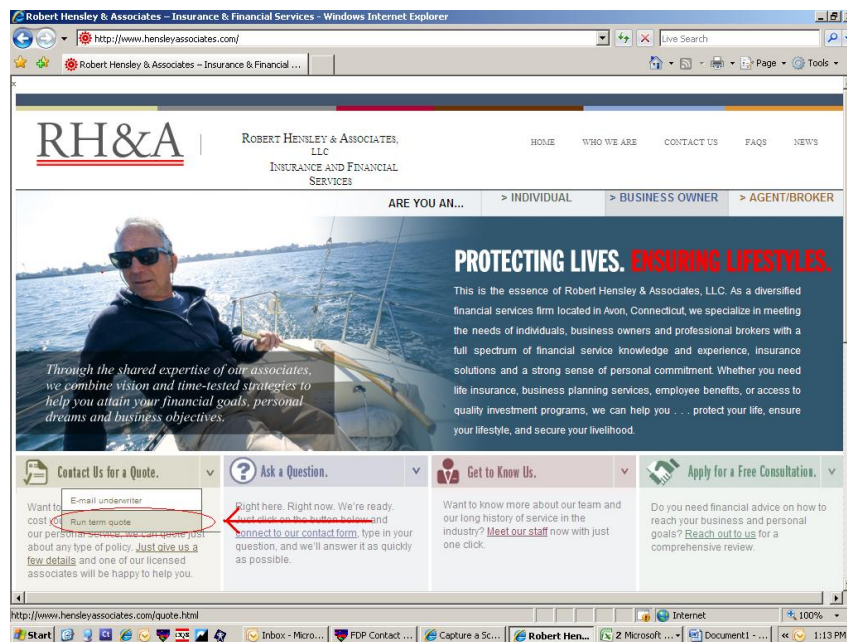 Robert Hensley & Associates – Insurance & Financial Services - Windows Internet Explorer
http://www.hensleyassociates.com/
Live Search
Robert Hensley & Associates – Insurance & Financial ...
Page
Tools
x
RH&A
ROBERT HENSLEY & ASSOCIATES,
LLC
INSURANCE AND FINANCIAL
SERVICES
HOME WHO WE ARE CONTACT US FAQS NEWS
ARE YOU AN... > INDIVIDUAL > BUSINESS OWNER > AGENT/BROKER
PROTECTING LIVES. ENSURING LIFESTYLES.
This is the essence of Robert Hensley & Associates, LLC. As a diversified
financial services firm located in Avon, Connecticut, we specialize in meeting
the needs of individuals, business owners and professional brokers with a
full spectrum of financial service knowledge and experience, insurance
solutions and a strong sense of personal commitment. Whether you need
life insurance, business planning services, employee benefits, or access to
quality investment programs, we can help you . . . protect your life, ensure
your lifestyle, and secure your livelihood.
Through the shared expertise of our associates,
we combine vision and time-tested strategies to
help you attain your financial goals, personal
dreams and business objectives.
Contact Us for a Quote.
E-mail underwriter
Run term quote
Want to
cost
our personal service, we can quote just
about any type of policy. Just give us a
few details and one of our licensed
associates will be happy to help you.
Ask a Question.
Right here. Right now. We're ready.
Just click on the button below and
connect to our contact form, type in your
question, and we'll answer it as quickly
as possible.
Get to Know Us.
Want to know more about our team and
our long history of service in the
industry? Meet our staff now with just
one click.
Apply for a Free Consultation.
Do you need financial advice on how to
reach your business and personal
goals? Reach out to us for a
comprehensive review.
http://www.hensleyassociates.com/quote.html
Internet
100%
Start
Inbox - Micro...
FDP Contact ...
Capture a Sc...
Robert Hen...
2 Microsoft ...
Document1 - ...
1:13 PM